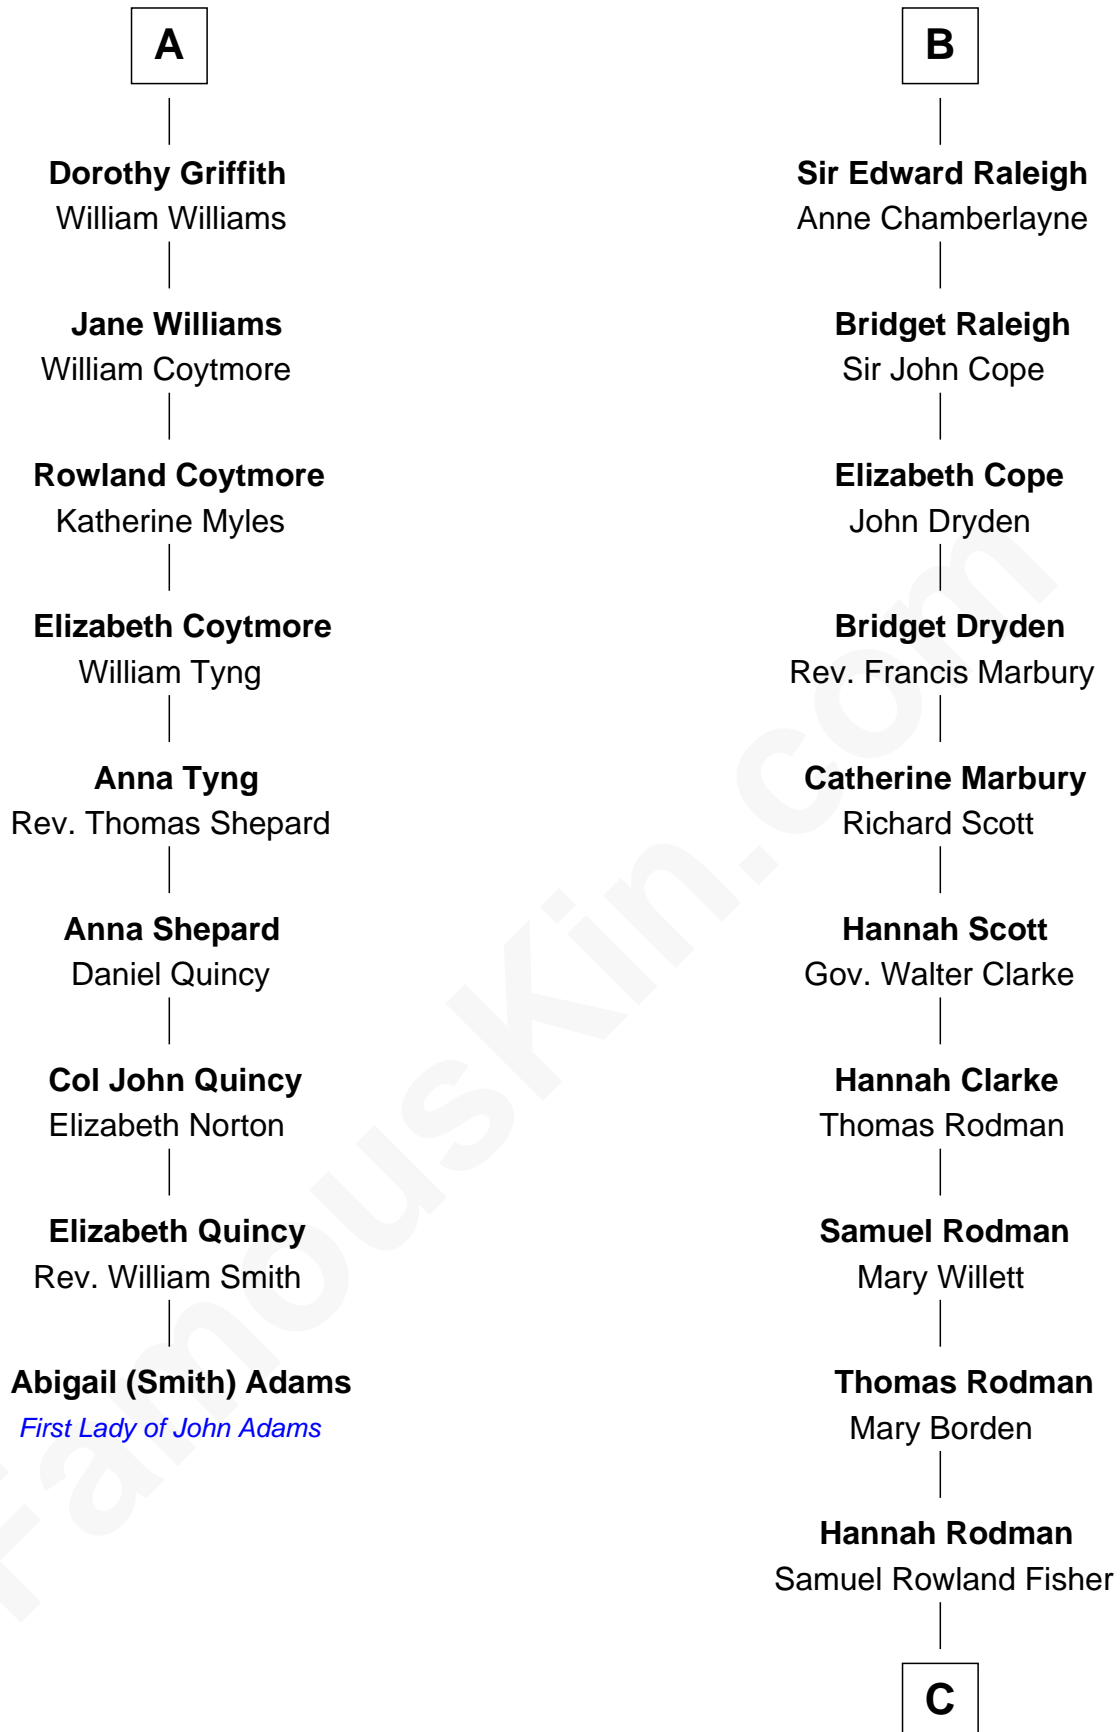 A
Dorothy Griffith
William Williams
Jane Williams
William Coytmore
Rowland Coytmore
Katherine Myles
Elizabeth Coytmore
William Tyng
Anna Tyng
Rev. Thomas Shepard
Anna Shepard
Daniel Quincy
Col John Quincy
Elizabeth Norton
Elizabeth Quincy
Rev. William Smith
Abigail (Smith) Adams
First Lady of John Adams
B
Sir Edward Raleigh
Anne Chamberlayne
Bridget Raleigh
Sir John Cope
Elizabeth Cope
John Dryden
Bridget Dryden
Rev. Francis Marbury
Catherine Marbury
Richard Scott
Hannah Scott
Gov. Walter Clarke
Hannah Clarke
Thomas Rodman
Samuel Rodman
Mary Willett
Thomas Rodman
Mary Borden
Hannah Rodman
Samuel Rowland Fisher
C
FamousKin.com